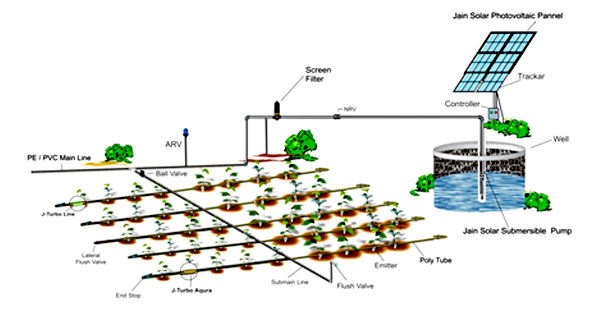 Jain Solar Photovoltaic Pannel
Screen
Filter
Trackar
NRV
Controller
ARV
Well
PE / PVC Main Line
Ball Valve
J-Turbo Line
Jain Solar Submersible Pump
Lateral
Flush Valve
Emitter
Poly Tube
End Stop
J-Turbo Aqura
Submain Line
Flush Valve